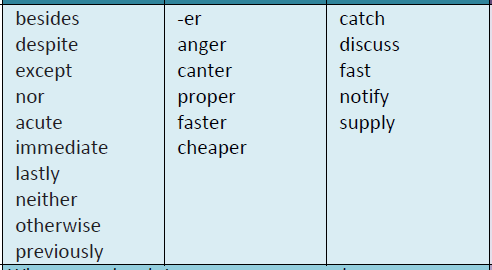 besides
despite
except
nor
acute
immediate
lastly
neither
otherwise
previously
-er
anger
canter
proper
faster
cheaper
catch
discuss
fast
notify
supply